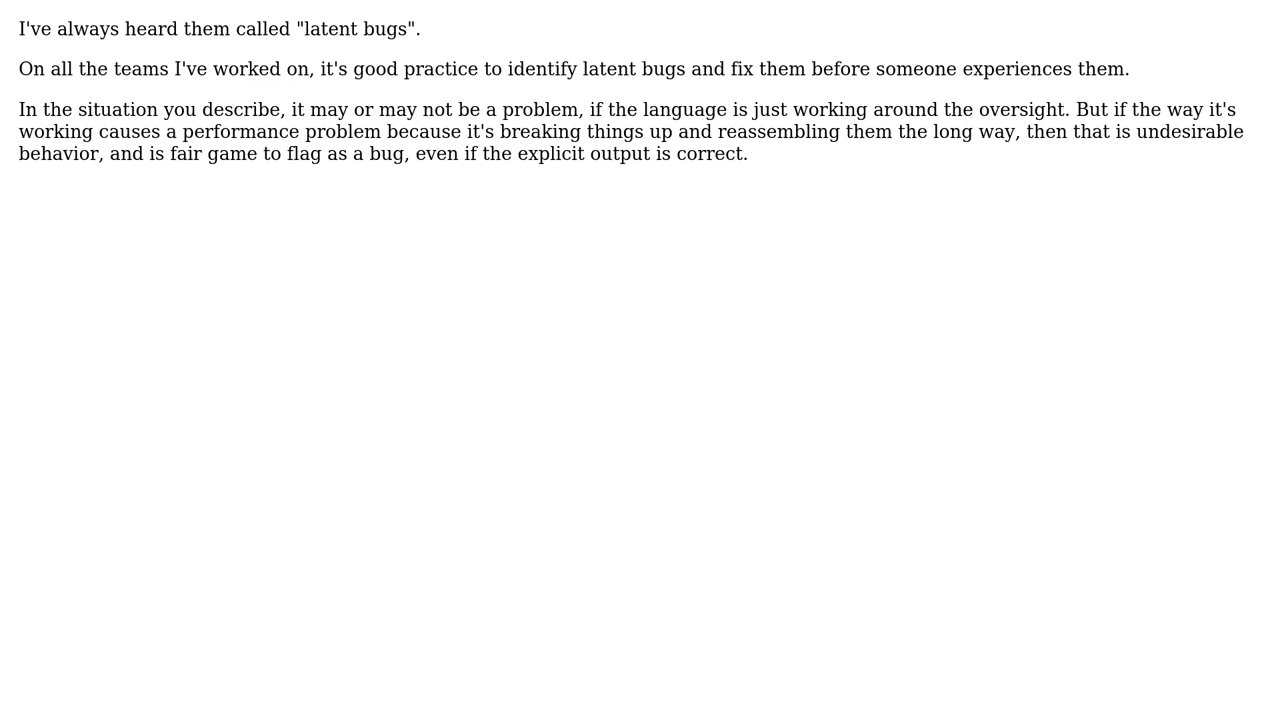 I've always heard them called "latent bugs".
On all the teams I've worked on, it's good practice to identify latent bugs and fix them before someone experiences them.
In the situation you describe, it may or may not be a problem, if the language is just working around the oversight. But if the way it's
working causes a performance problem because it's breaking things up and reassembling them the long way, then that is undesirable
behavior, and is fair game to flag as a bug, even if the explicit output is correct.